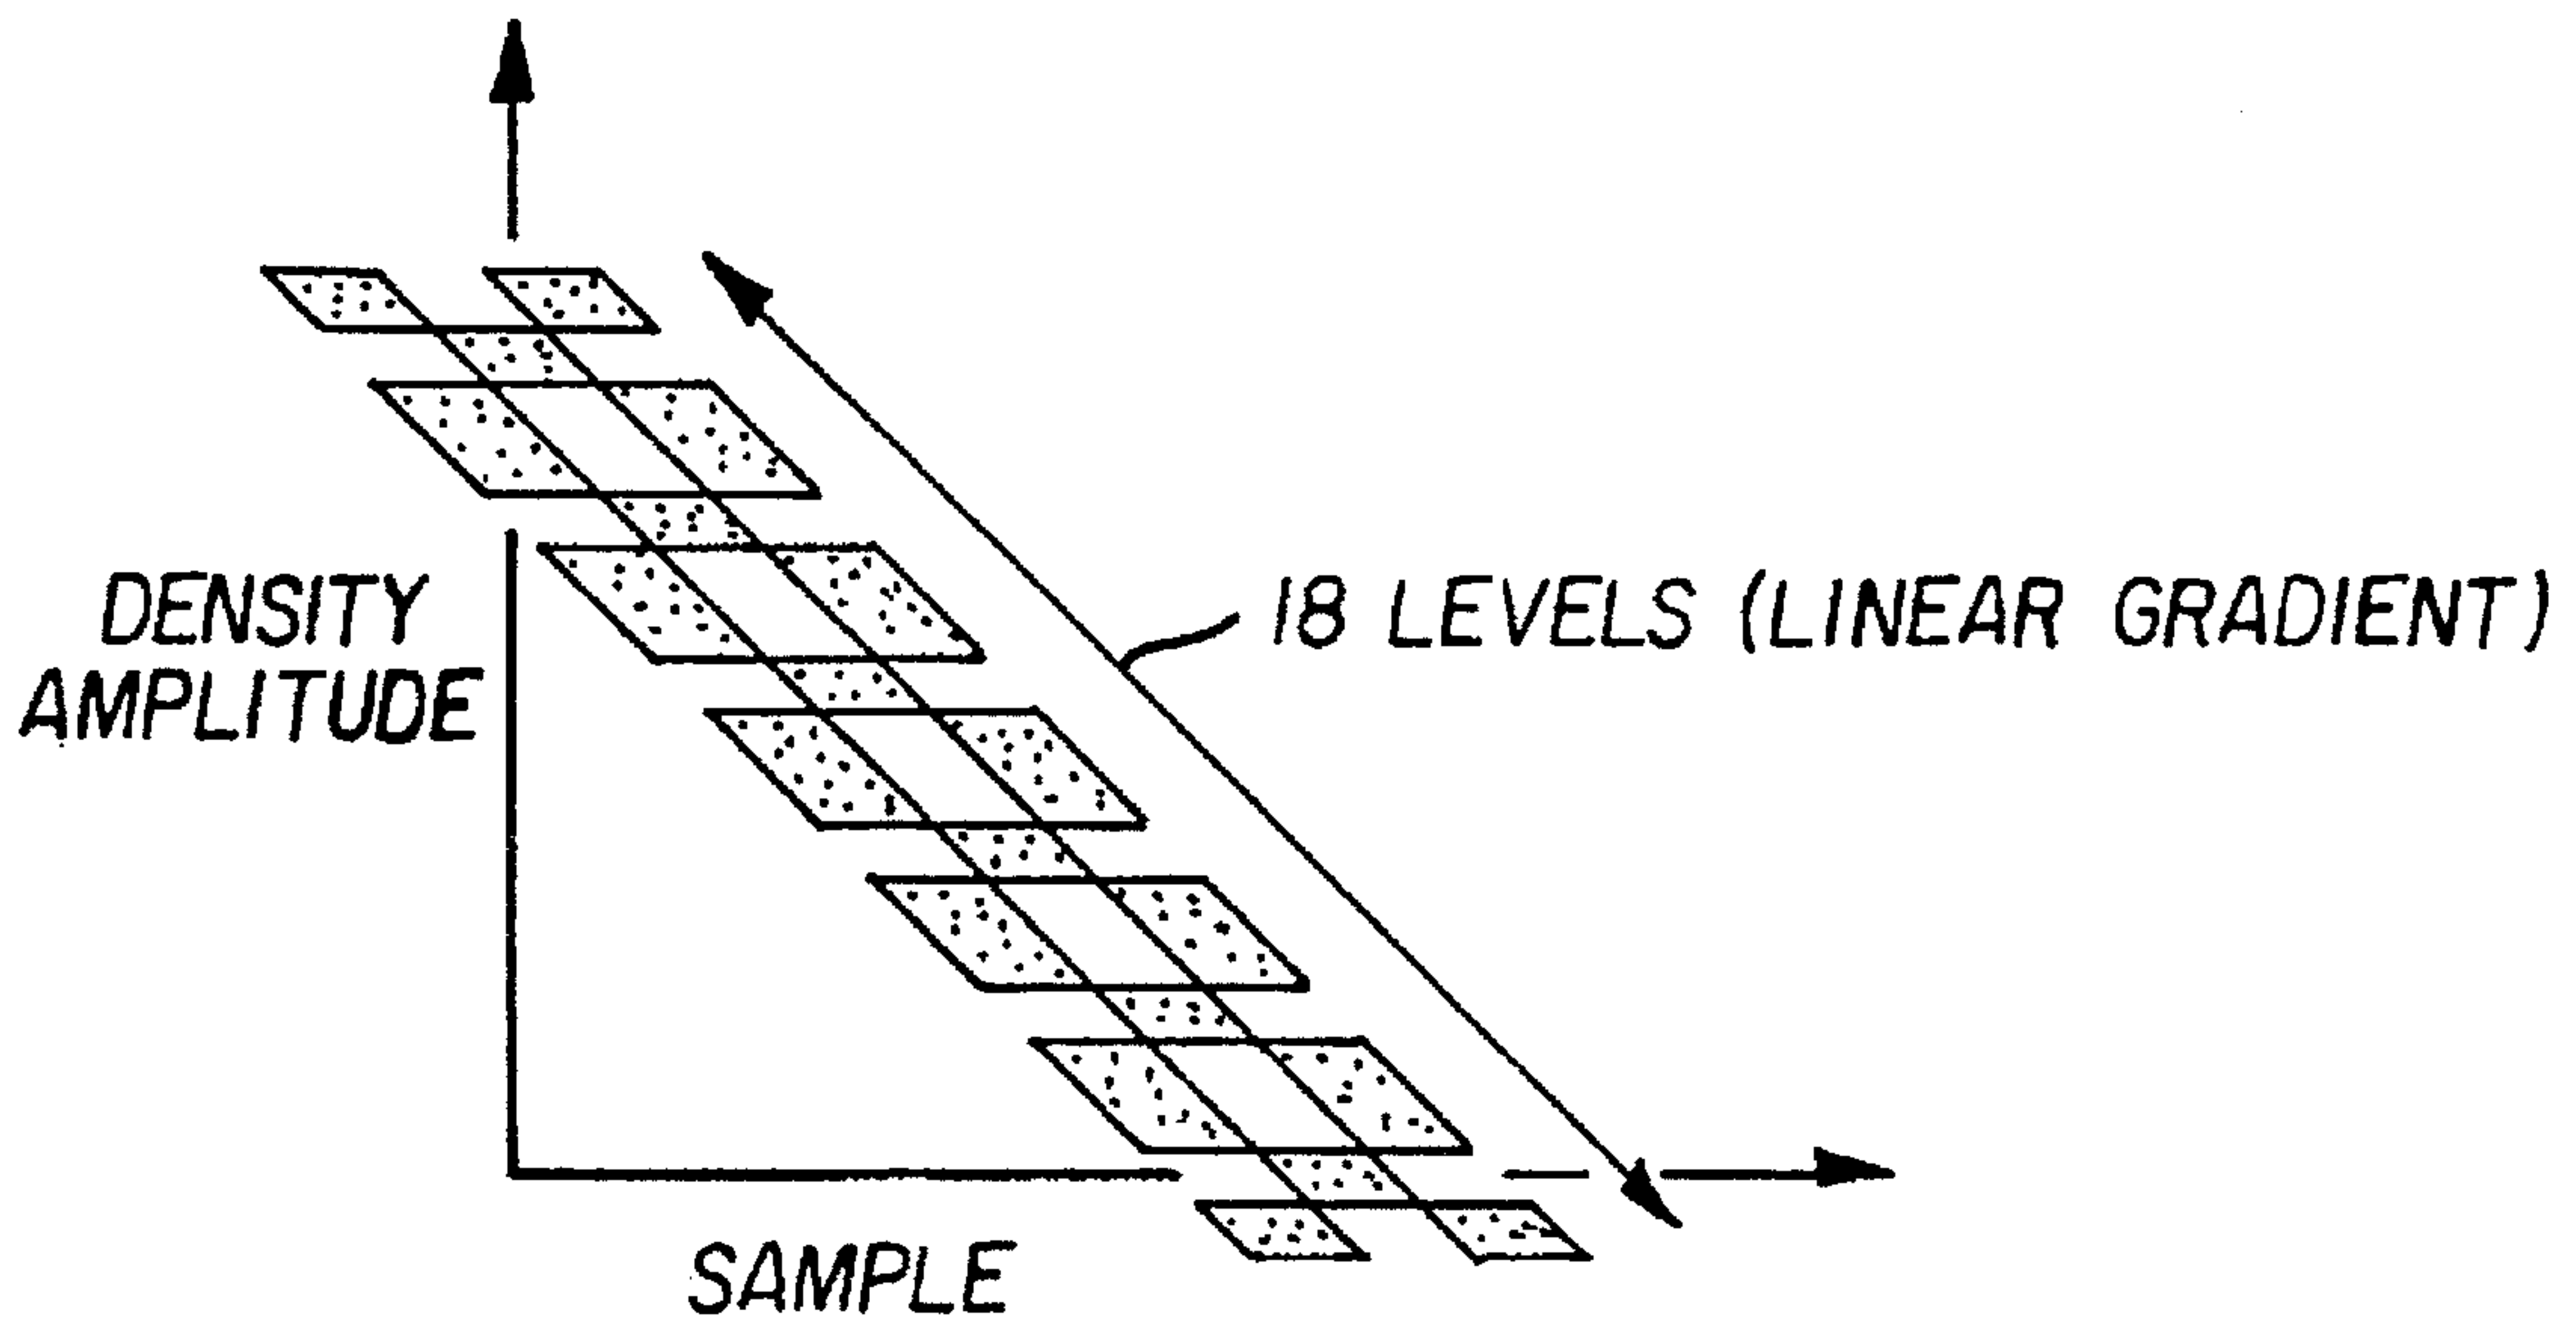 DENSITY
AMPLITUDE
18 LEVELS (LINEAR GRADIENT)
SAMPLE